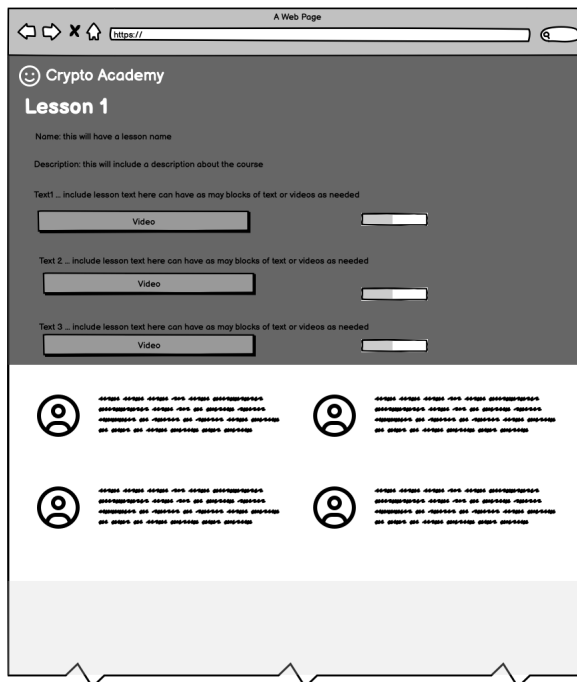 A Web Page
https://
Crypto Academy
Lesson 1
Name: this will have a lesson name
Description: this will include a description about the course
Text1 ... include lesson text here can have as may blocks of text or videos as needed
Video
Text 2 ... include lesson text here can have as may blocks of text or videos as needed
Video
Text 3 ... include lesson text here can have as may blocks of text or videos as needed
Video